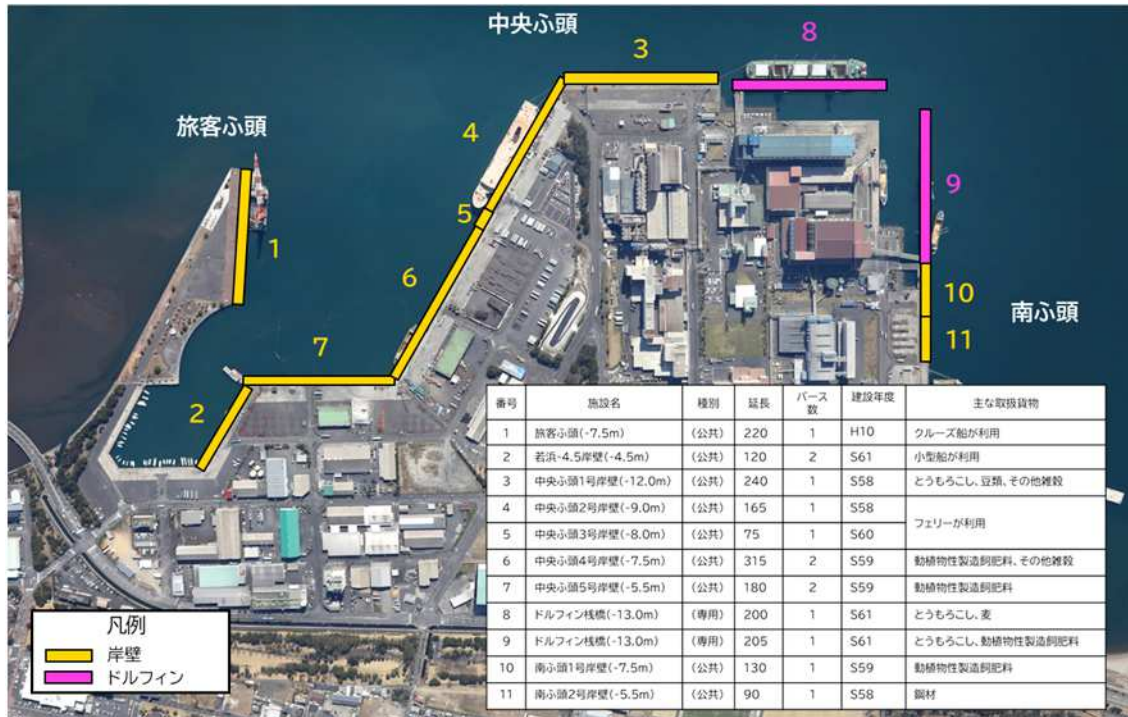 中央ふ頭
8
3
旅客ふ頭
4
5
1
9
6
10
南ふ頭
7
11
2
番号 施設名 種別 延長 バース数 建設年度 主な取扱貨物
1 旅客ふ頭(-7.5m) (公共) 220 1 H10 クルーズ船が利用
2 若浜-4.5岸壁(-4.5m) (公共) 120 2 S61 小型船が利用
3 中央ふ頭1号岸壁(-12.0m) (公共) 240 1 S58 とうもろこし、豆類、その他雑穀
4 中央ふ頭2号岸壁(-9.0m) (公共) 165 1 S58 フェリーが利用
5 中央ふ頭3号岸壁(-8.0m) (公共) 75 1 S60
6 中央ふ頭4号岸壁(-7.5m) (公共) 315 2 S59 動植物性製造飼肥料、その他雑穀
7 中央ふ頭5号岸壁(-5.5m) (公共) 180 2 S59 動植物性製造飼肥料
8 ドルフィン桟橋(-13.0m) (専用) 200 1 S61 とうもろこし、麦
9 ドルフィン桟橋(-13.0m) (専用) 205 1 S61 とうもろこし、動植物性製造飼肥料
10 南ふ頭1号岸壁(-7.5m) (公共) 130 1 S59 動植物性製造飼肥料
11 南ふ頭2号岸壁(-5.5m) (公共) 90 1 S58 鋼材
凡例
岸壁
ドルフィン